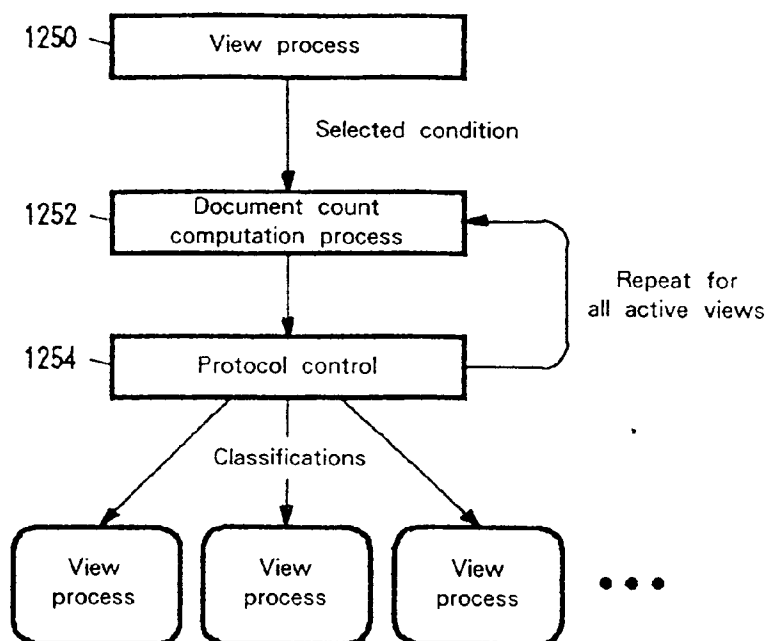 1250
View process
Selected condition
1252
Document count
computation process
Repeat for
all active views
1254
Protocol control
Classifications
View
process
View
process
View
process